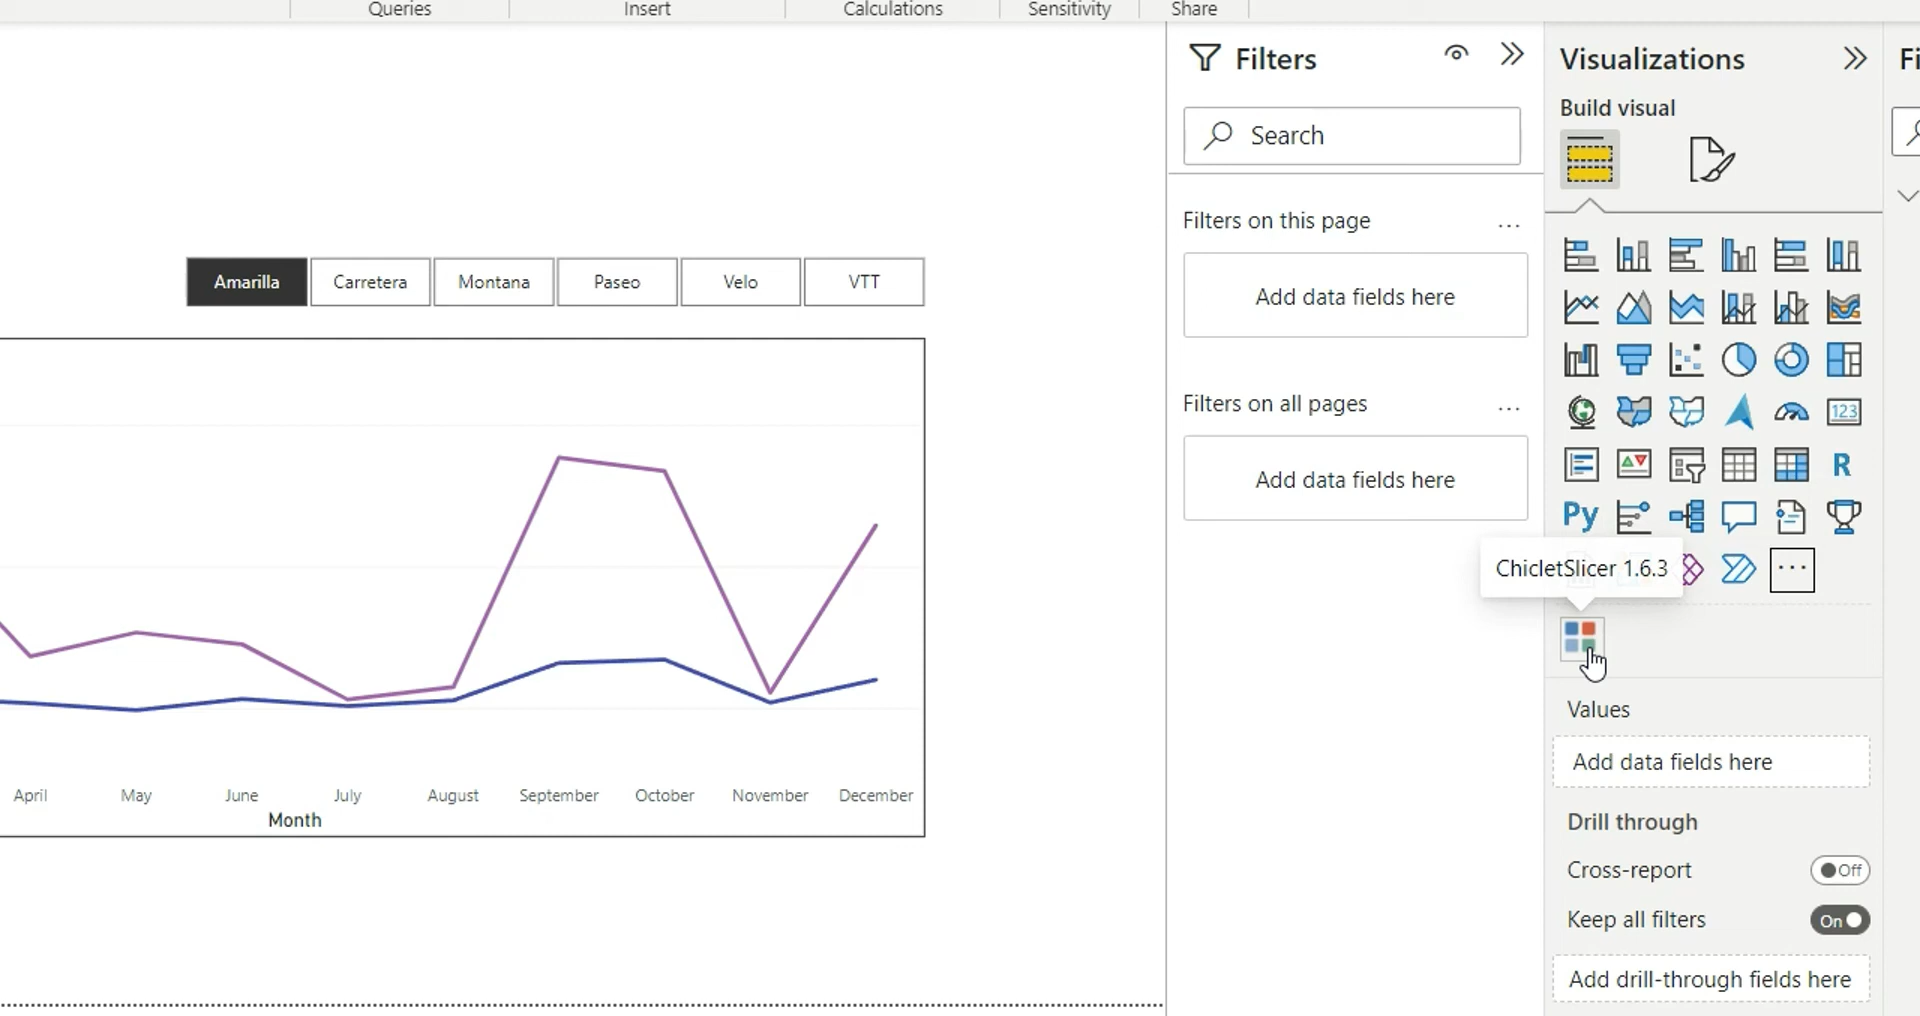 Queries
Insert
Calculations
Sensitivity
Share
Filters
Search
Filters on this page
...
Add data fields here
Filters on all pages
...
Add data fields here
Visualizations
Build visual
123
R
Py
ChicletSlicer 1.6.3
...
Values
Add data fields here
Drill through
Cross-report
Off
Keep all filters
On
Add drill-through fields here
Fi
Amarilla
Carretera
Montana
Paseo
Velo
VTT
April
May
June
July
August
September
October
November
December
Month